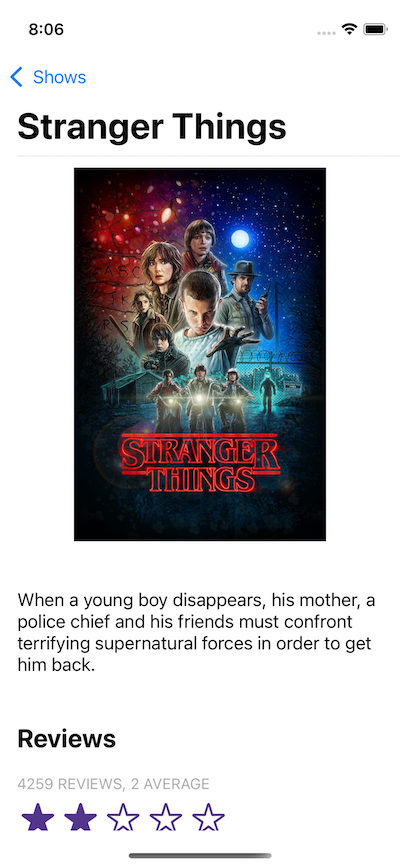 8:06
Shows
Stranger Things
STRANGER
THINGS
When a young boy disappears, his mother, a
police chief and his friends must confront
terrifying supernatural forces in order to get
him back.
Reviews
4259 REVIEWS, 2 AVERAGE